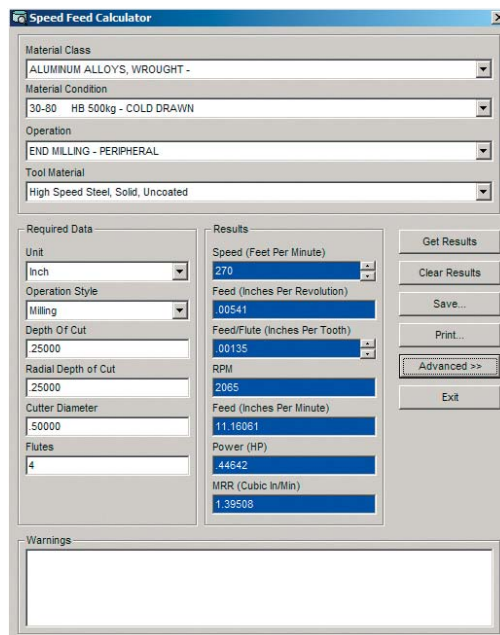 Speed Feed Calculator
Material Class
ALUMINUM ALLOYS, WROUGHT -
Material Condition
30-80 HB 500kg - COLD DRAWN
Operation
END MILLING - PERIPHERAL
Tool Material
High Speed Steel, Solid, Uncoated
Required Data
Unit
Inch
Operation Style
Milling
Depth Of Cut
.25000
Radial Depth of Cut
.25000
Cutter Diameter
.50000
Flutes
4
Results
Speed (Feet Per Minute)
270
Feed (Inches Per Revolution)
.00541
Feed/Flute (Inches Per Tooth)
.00135
RPM
2065
Feed (Inches Per Minute)
11.16061
Power (HP)
.44642
MRR (Cubic In/Min)
1.39508
Get Results
Clear Results
Save...
Print...
Advanced >>
Exit
Warnings